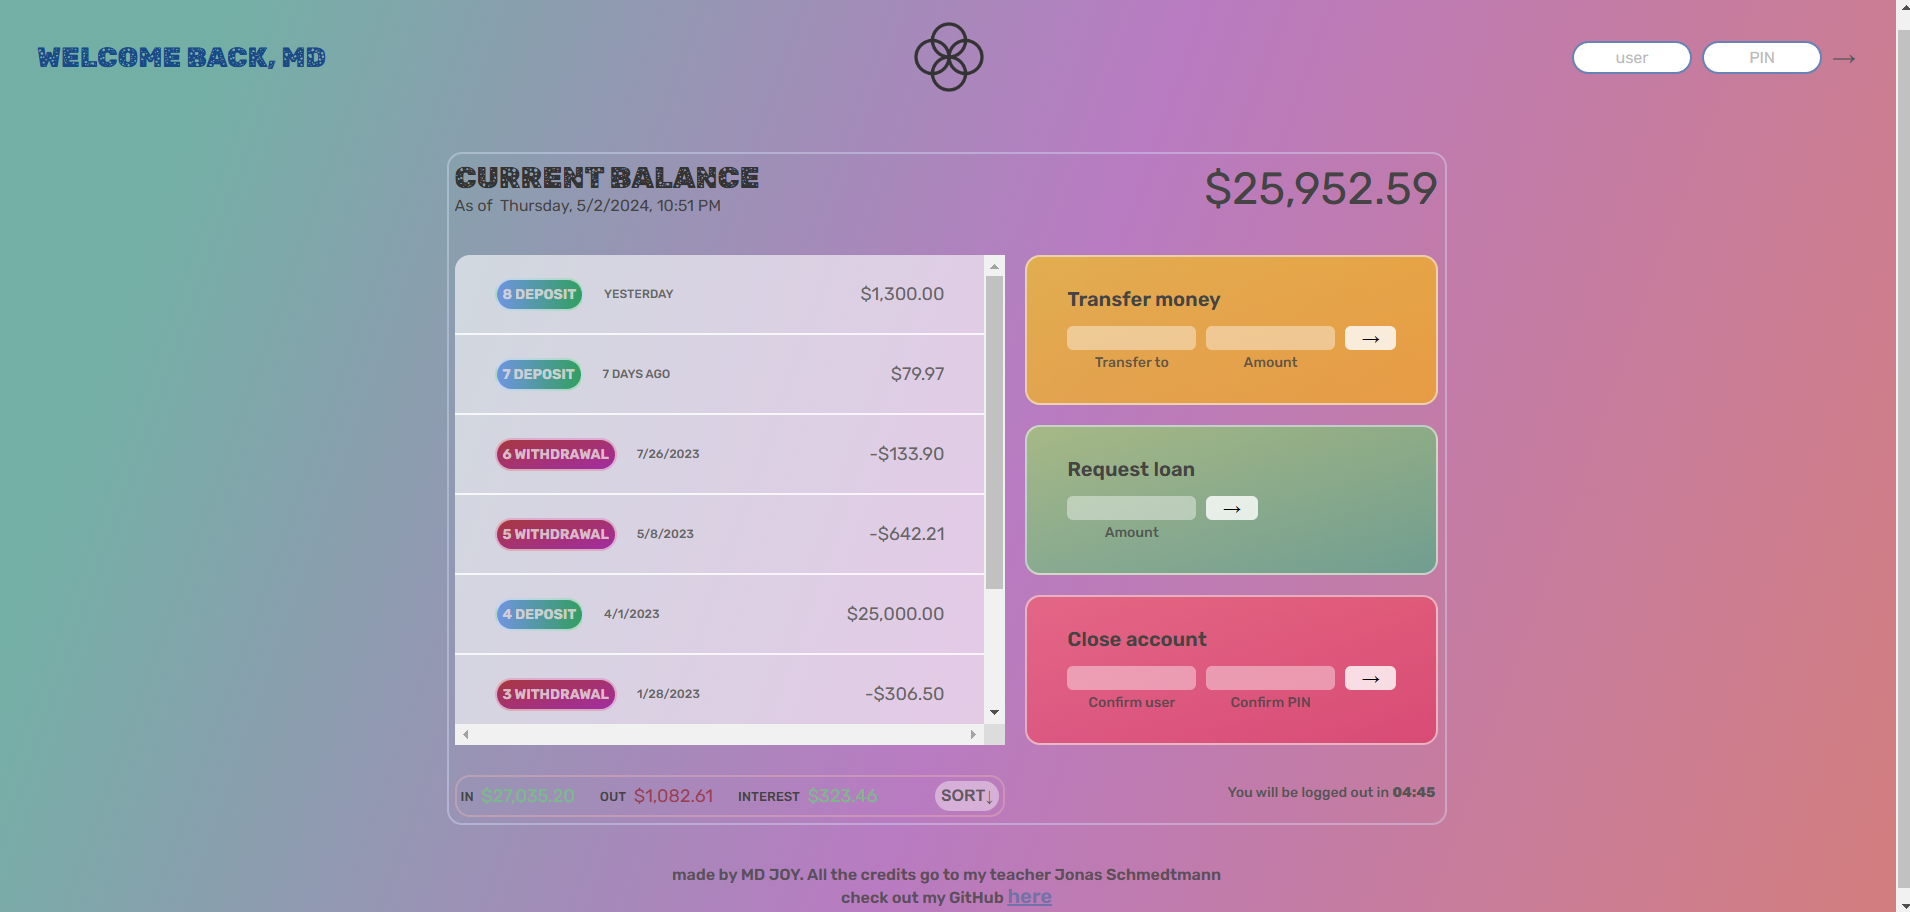 WELCOME BACK, MD
user PIN →
CURRENT BALANCE
As of Thursday, 5/2/2024, 10:51 PM
$25,952.59
8 DEPOSIT YESTERDAY $1,300.00
7 DEPOSIT 7 DAYS AGO $79.97
6 WITHDRAWAL 7/26/2023 -$133.90
5 WITHDRAWAL 5/8/2023 -$642.21
4 DEPOSIT 4/1/2023 $25,000.00
3 WITHDRAWAL 1/28/2023 -$306.50
Transfer money
→
Transfer to Amount
Request loan
→
Amount
Close account
→
Confirm user Confirm PIN
IN $27,035.20 OUT $1,082.61 INTEREST $323.46 SORT↓
You will be logged out in 04:45
made by MD JOY. All the credits go to my teacher Jonas Schmedtmann
check out my GitHub here